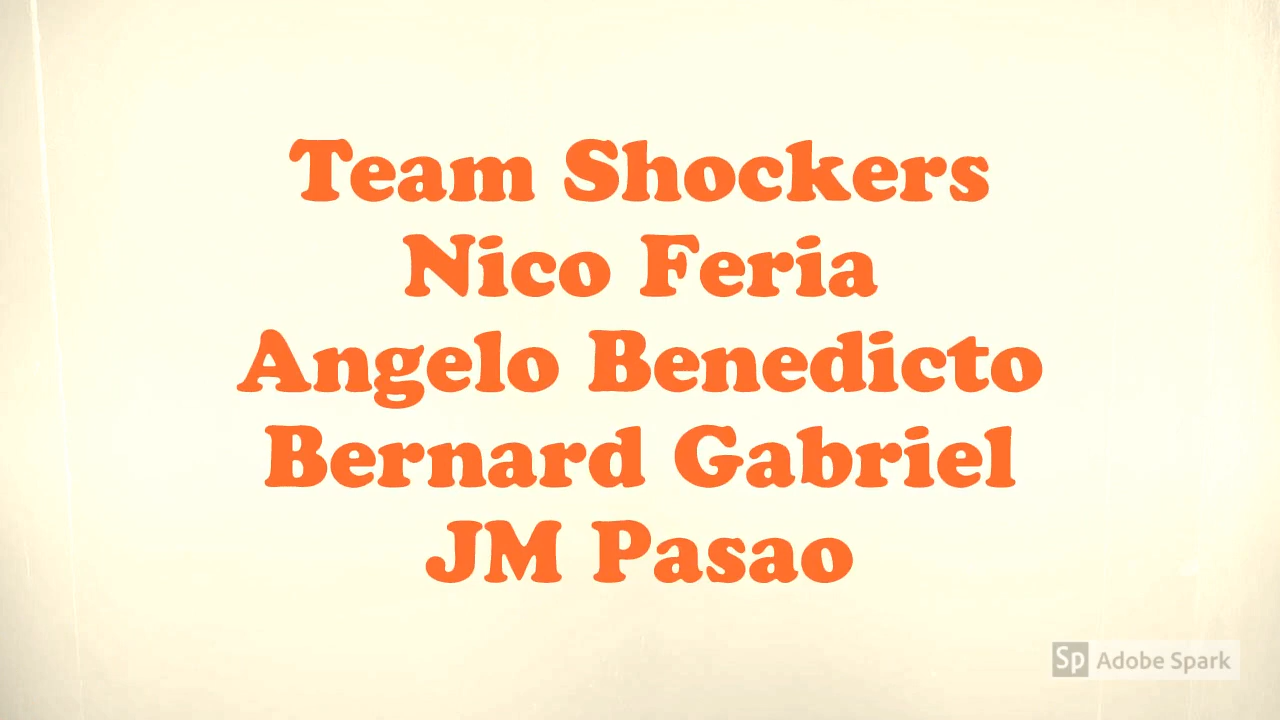 Team Shockers
Nico Feria
Angelo Benedicto
Bernard Gabriel
JM Pasao
Sp Adobe Spark